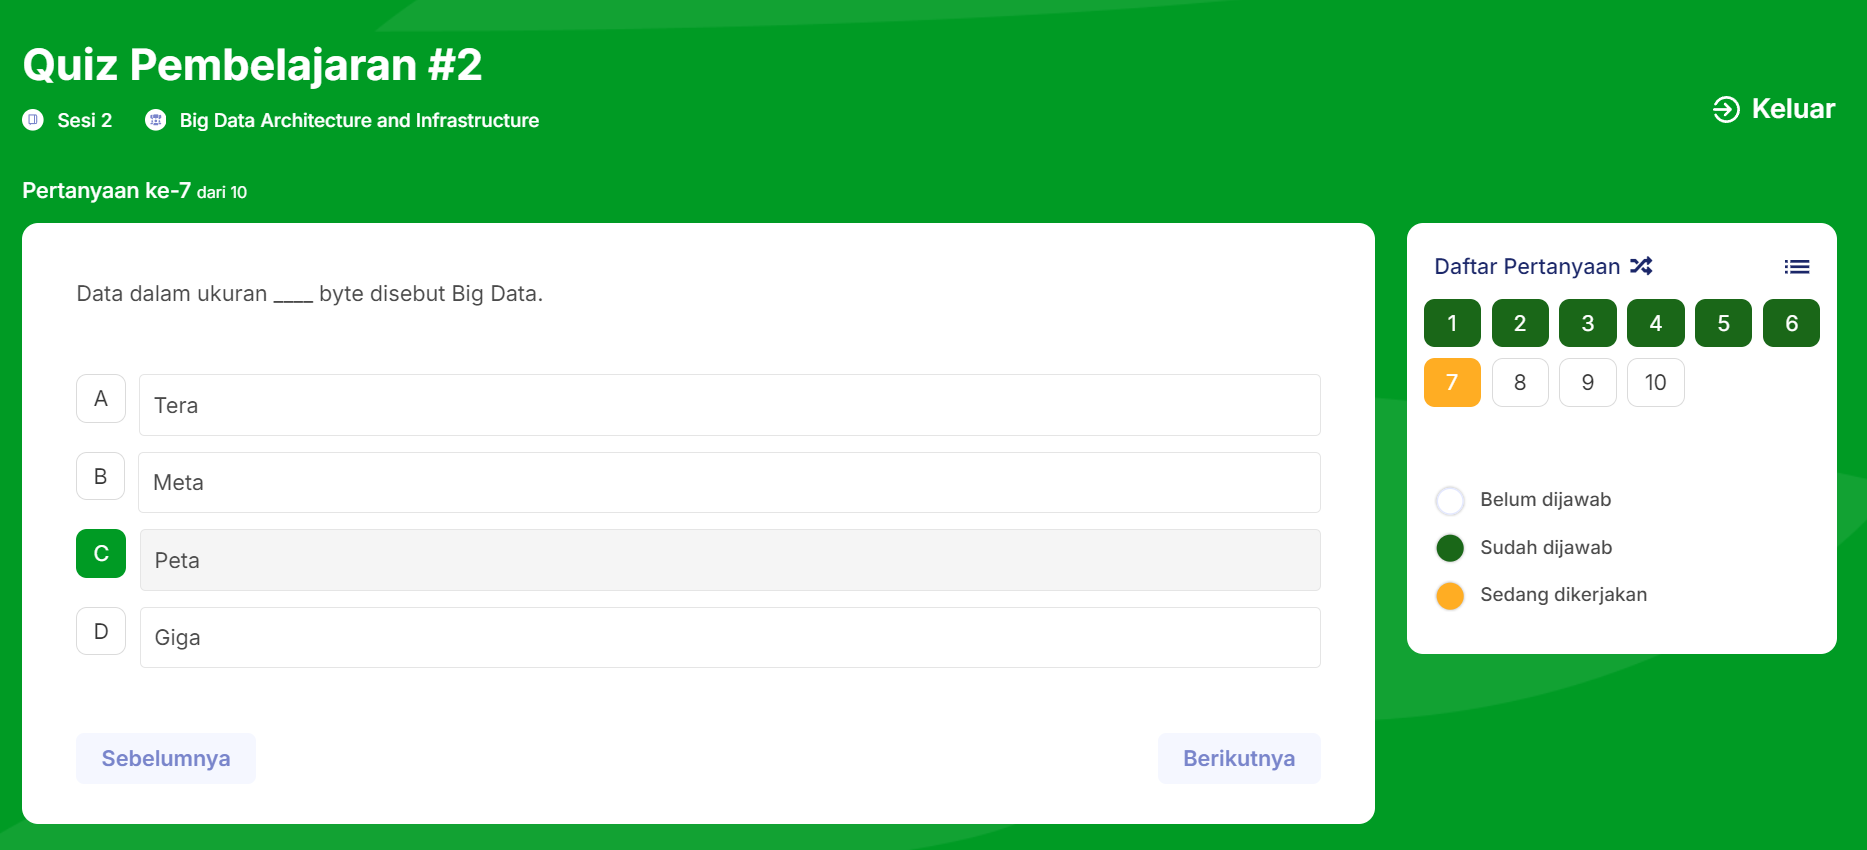 Quiz Pembelajaran #2
Sesi 2 Big Data Architecture and Infrastructure
Keluar
Pertanyaan ke-7 dari 10
Data dalam ukuran ____ byte disebut Big Data.
A Tera
B Meta
C Peta
D Giga
Sebelumnya Berikutnya
Daftar Pertanyaan
1 2 3 4 5 6
7 8 9 10
Belum dijawab
Sudah dijawab
Sedang dikerjakan